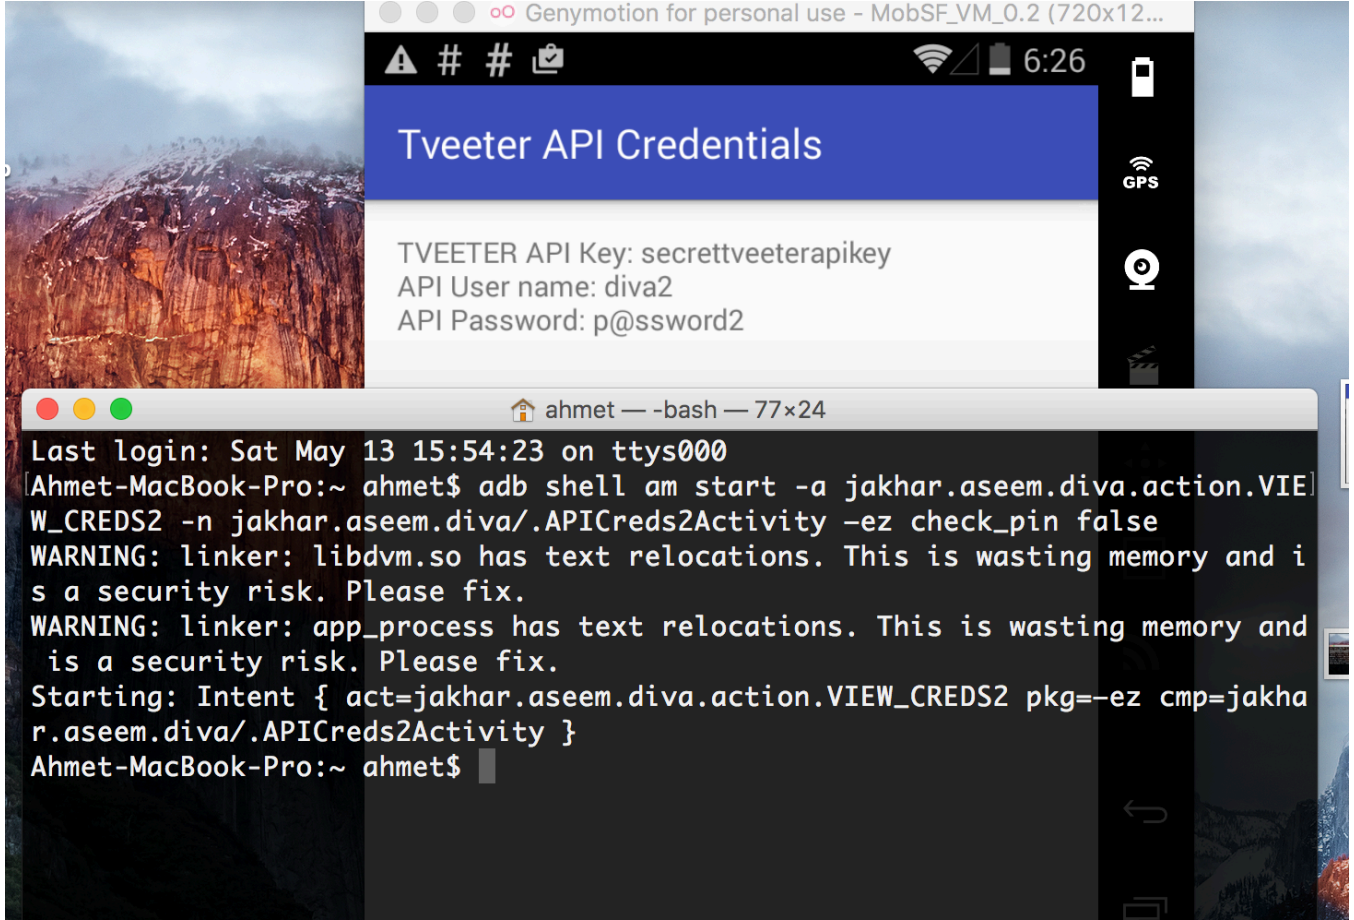 Genymotion for personal use - MobSF_VM_0.2 (720x12...
# # 6:26
Tveeter API Credentials
GPS
TVEETER API Key: secrettveeterapikey
API User name: diva2
API Password: p@ssword2
ahmet — -bash — 77×24
Last login: Sat May 13 15:54:23 on ttys000
[Ahmet-MacBook-Pro:~ ahmet$ adb shell am start -a jakhar.aseem.diva.action.VIE]
W_CREDS2 -n jakhar.aseem.diva/.APICreds2Activity –ez check_pin false
WARNING: linker: libdvm.so has text relocations. This is wasting memory and i
s a security risk. Please fix.
WARNING: linker: app_process has text relocations. This is wasting memory and
is a security risk. Please fix.
Starting: Intent { act=jakhar.aseem.diva.action.VIEW_CREDS2 pkg=–ez cmp=jakha
r.aseem.diva/.APICreds2Activity }
Ahmet-MacBook-Pro:~ ahmet$